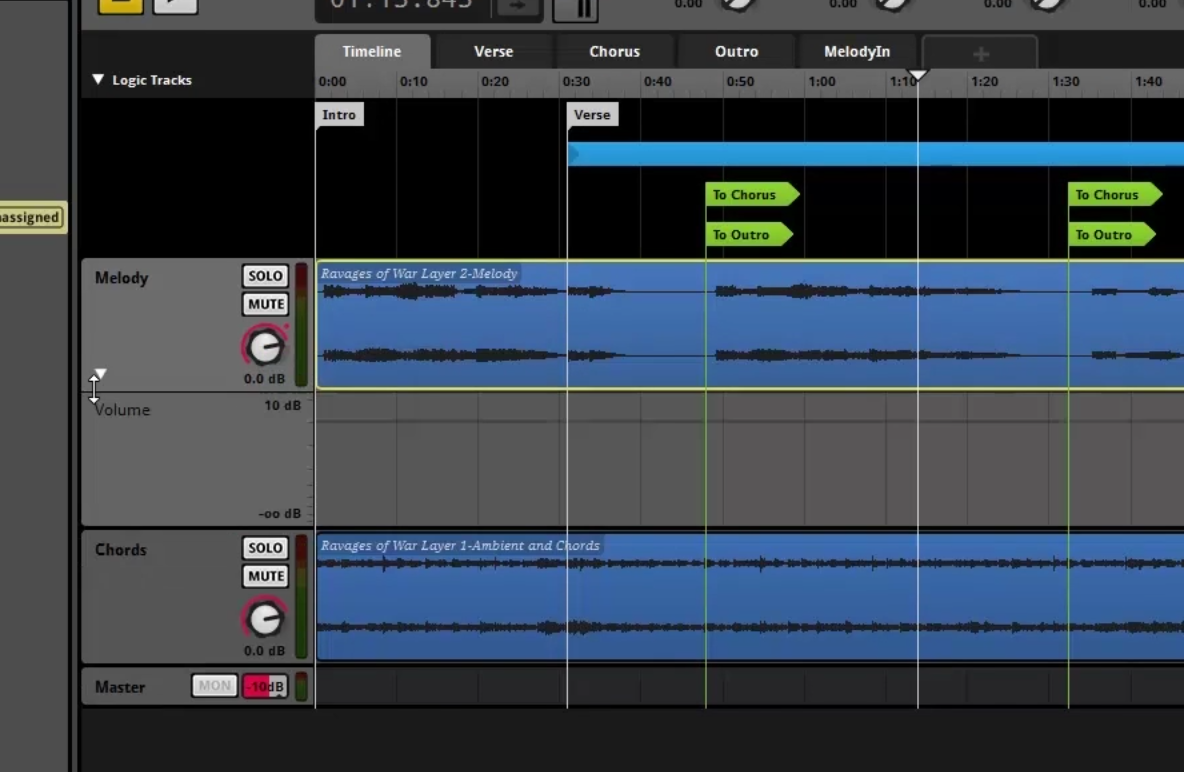 01:13.843
0.00 0.00 0.00 0.00
Timeline Verse Chorus Outro MelodyIn +
Logic Tracks 0:00 0:10 0:20 0:30 0:40 0:50 1:00 1:10 1:20 1:30 1:40
Intro Verse
To Chorus To Chorus
assigned
To Outro To Outro
Melody SOLO Ravages of War Layer 2-Melody
MUTE
0.0 dB
Volume 10 dB
-oo dB
Chords SOLO Ravages of War Layer 1-Ambient and Chords
MUTE
0.0 dB
Master MON -10dB